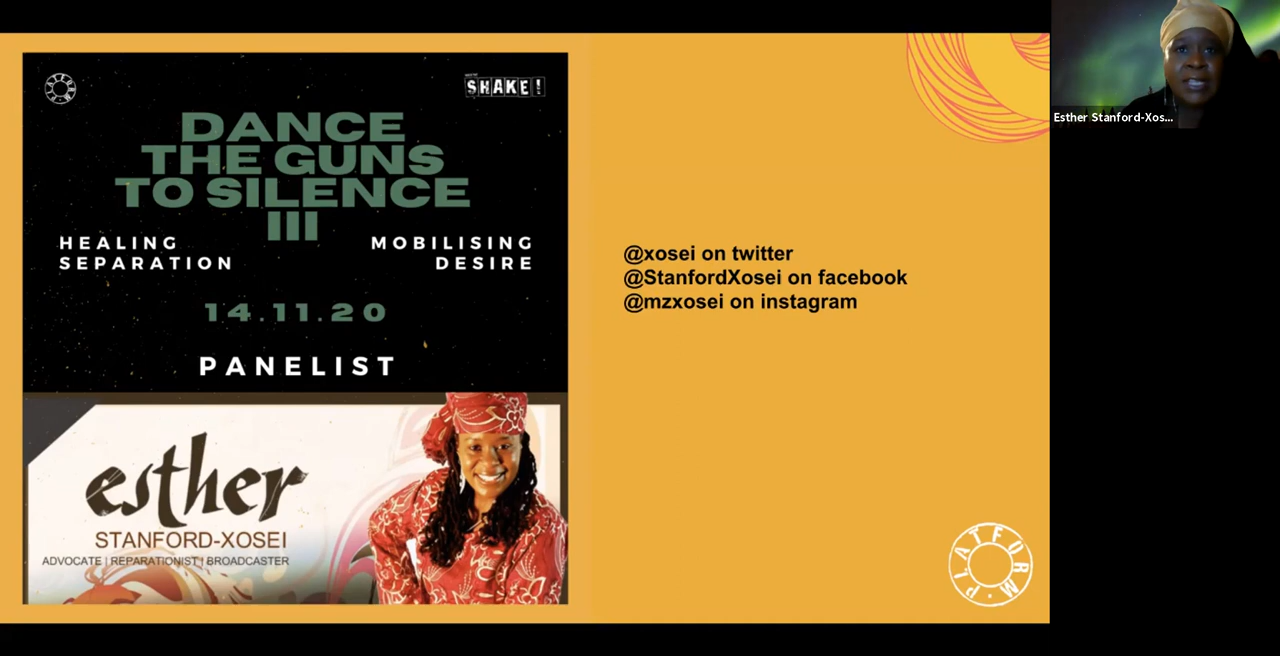 PLATFORM
SHAKE!
DANCE
THE GUNS
TO SILENCE
III
HEALING
SEPARATION
MOBILISING
DESIRE
14.11.20
PANELIST
esther
STANFORD-XOSEI
ADVOCATE | REPARATIONIST | BROADCASTER
@xosei on twitter
@StanfordXosei on facebook
@mzxosei on instagram
PLATFORM
Esther Stanford-Xos...